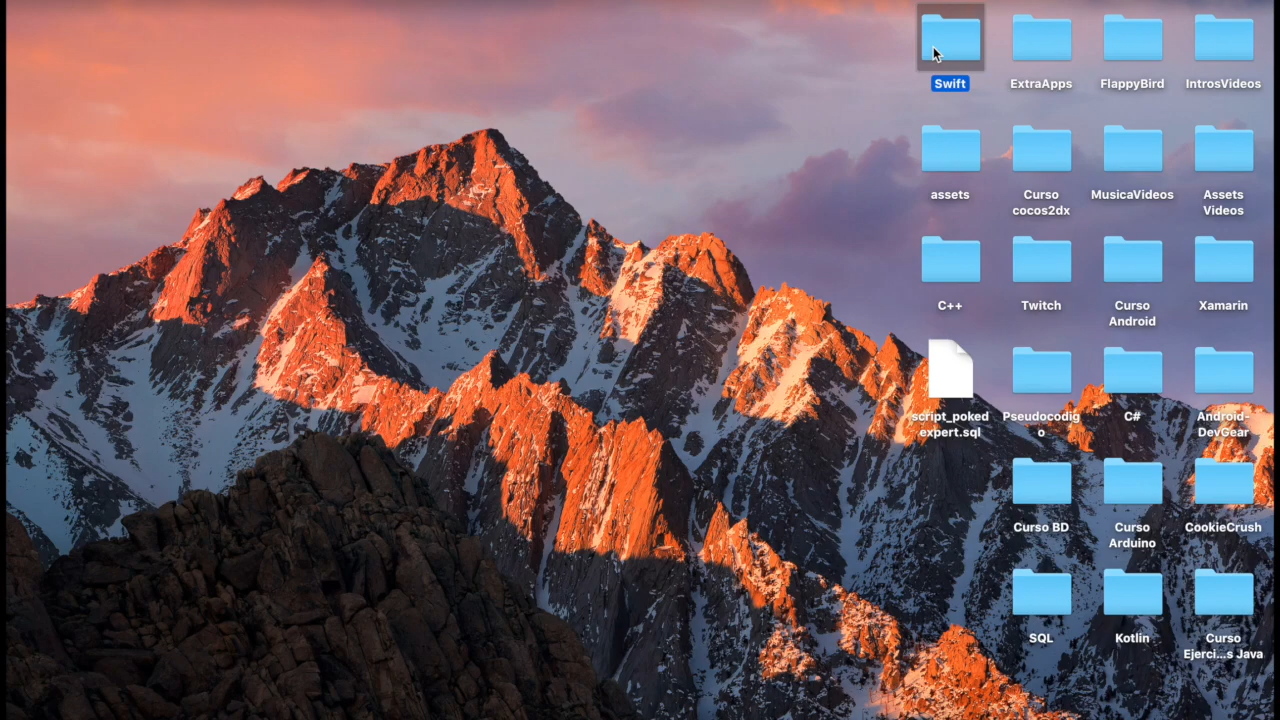 Swift
ExtraApps
FlappyBird
IntrosVideos
assets
Curso
cocos2dx
MusicaVideos
Assets
Videos
C++
Twitch
Curso
Android
Xamarin
script_poked
expert.sql
Pseudocodig
o
C#
Android-
DevGear
Curso BD
Curso
Arduino
CookieCrush
SQL
Kotlin
Curso
Ejerci...s Java